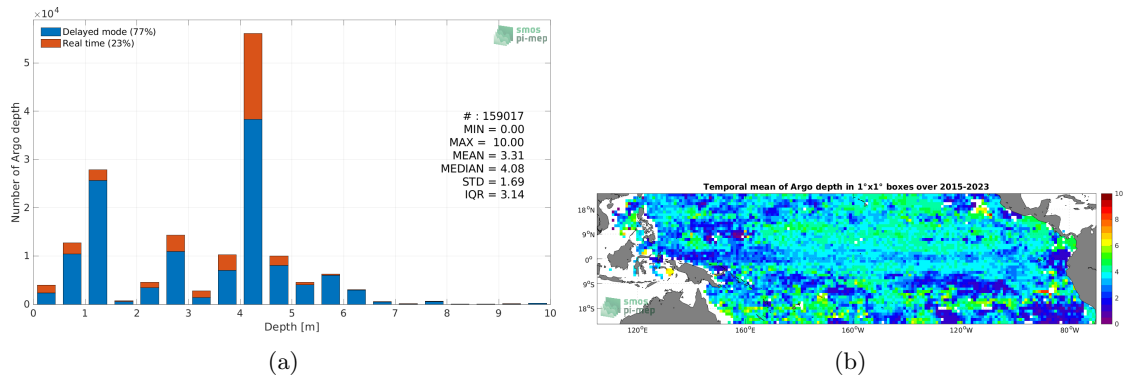 ×10⁴
Delayed mode (77%)
Real time (23%)
smos
pi-mep
Number of Argo depth
5
4
3
2
1
0
# : 159017
MIN = 0.00
MAX = 10.00
MEAN = 3.31
MEDIAN = 4.08
STD = 1.69
IQR = 3.14
0 1 2 3 4 5 6 7 8 9 10
Depth [m]
(a)
Temporal mean of Argo depth in 1°x1° boxes over 2015-2023
18°N
9°N
0°
9°S
18°S
smos
pi-mep
120°E 160°E 160°W 120°W 80°W
10
8
6
4
2
0
(b)